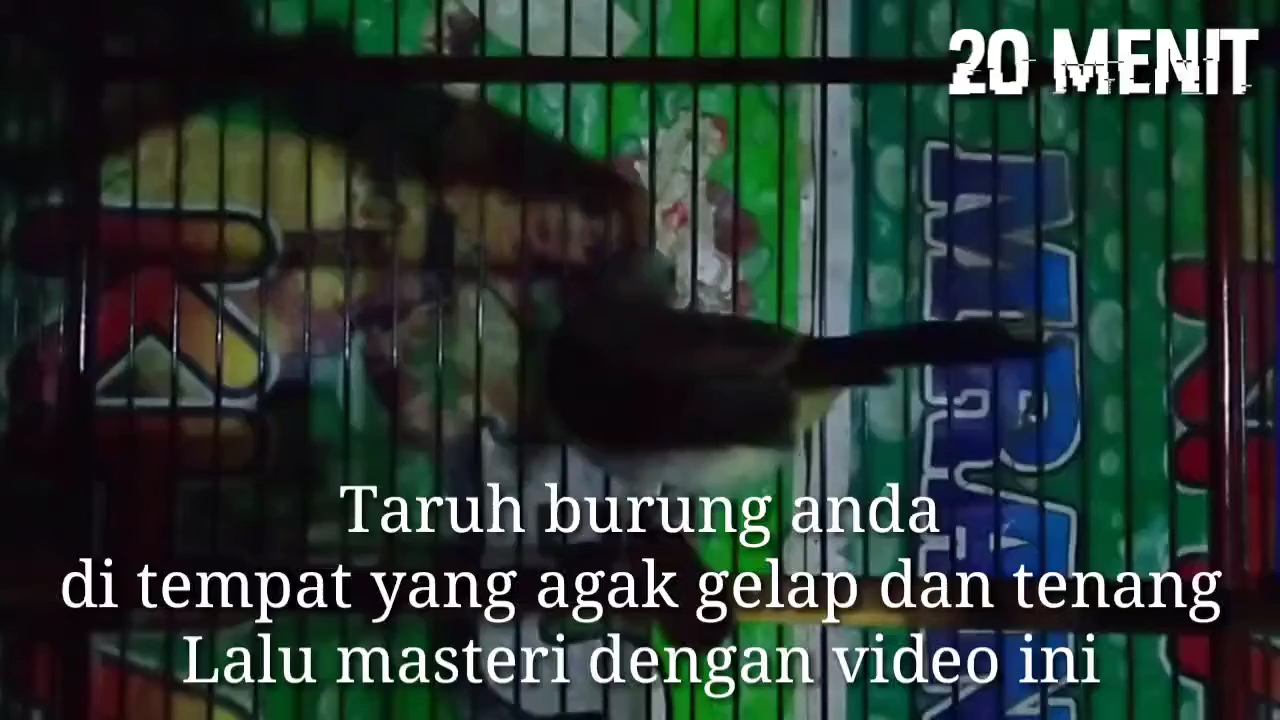 20 MENIT
Taruh burung anda
di tempat yang agak gelap dan tenang
Lalu masteri dengan video ini